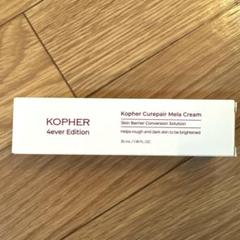 KOPHER
4ever Edition
Kopher Curepair Mela Cream
Skin Barrier Conversion Solution
Helps rough and dark skin to be brightened